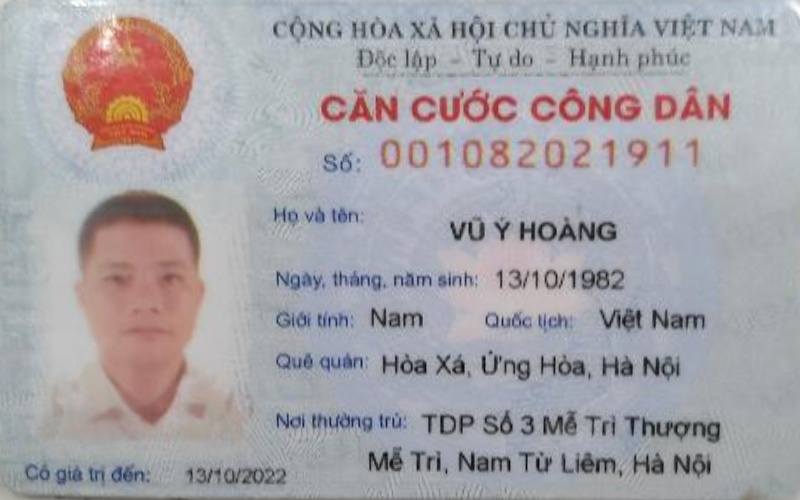 CỘNG HÒA XÃ HỘI CHỦ NGHĨA VIỆT NAM
Độc lập - Tự do - Hạnh phúc
CĂN CƯỚC CÔNG DÂN
Số: 001082021911
Họ và tên: VŨ Ý HOÀNG
Ngày, tháng, năm sinh: 13/10/1982
Giới tính: Nam Quốc tịch: Việt Nam
Quê quán: Hòa Xá, Ứng Hòa, Hà Nội
Nơi thường trú: TDP Số 3 Mễ Trì Thượng
Mễ Trì, Nam Từ Liêm, Hà Nội
Có giá trị đến: 13/10/2022